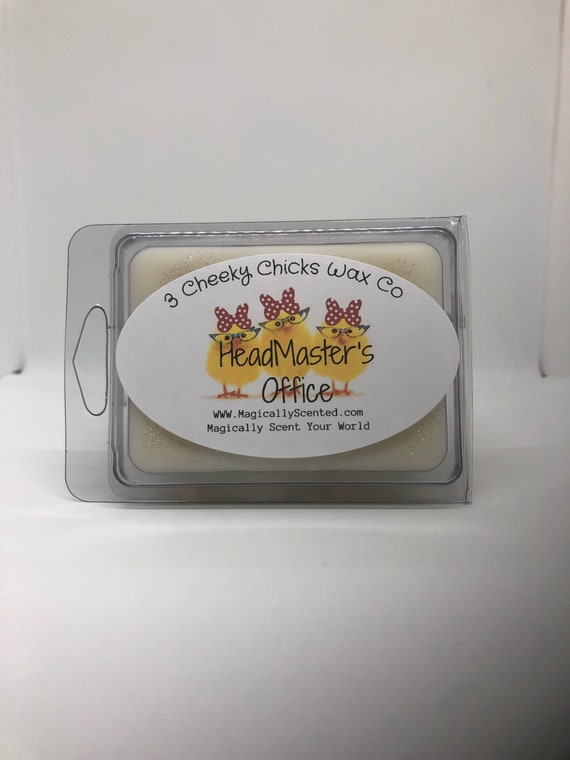 3 Cheeky Chicks Wax Co
HeadMaster's
Office
WWW.MagicallyScented.com
Magically Scent Your World